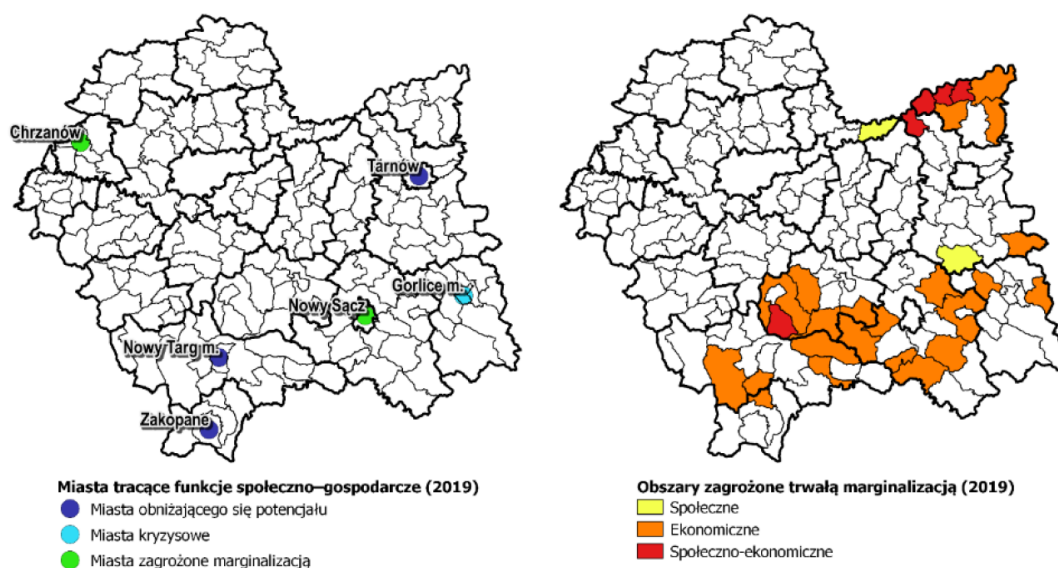 Chrzanów
Tarnów
Gorlice m.
Nowy Sącz
Nowy Targ m.
Zakopane
Miasta tracące funkcje społeczno–gospodarcze (2019)
Miasta obniżającego się potencjału
Miasta kryzysowe
Miasta zagrożone marginalizacją
Obszary zagrożone trwałą marginalizacją (2019)
Społeczne
Ekonomiczne
Społeczno-ekonomiczne